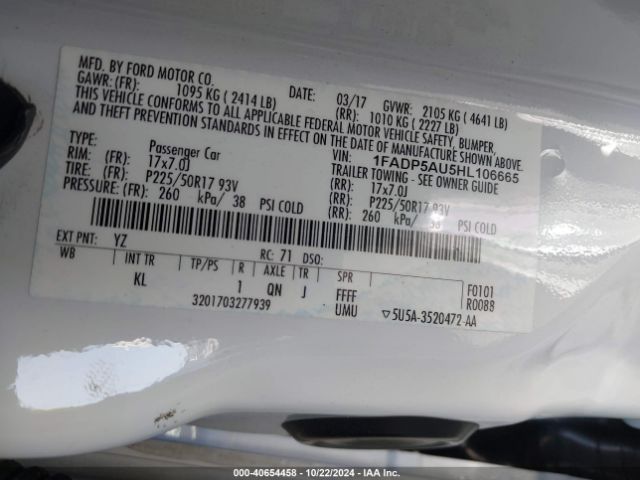 MFD. BY FORD MOTOR CO.
DATE: 03/17 GVWR: 2105 KG (4641 LB)
GAWR: (FR): 1095 KG (2414 LB) (RR): 1010 KG (2227 LB)
THIS VEHICLE CONFORMS TO ALL APPLICABLE FEDERAL MOTOR VEHICLE SAFETY, BUMPER,
AND THEFT PREVENTION STANDARDS IN EFFECT ON THE DATE OF MANUFACTURE SHOWN ABOVE.
VIN: 1FADP5AU5HL106665
TYPE: Passenger Car TRAILER TOWING - SEE OWNER GUIDE
RIM: (FR): 17x7.0J (RR): 17x7.0J
TIRE: (FR): P225/50R17 93V (RR): P225/50R17 93V
PRESSURE: (FR): 260 kPa/ 38 PSI COLD (RR): 260 kPa/ 38 PSI COLD
EXT PNT: YZ RC: 71 DSO:
WB INT TR TP/PS R AXLE TR SPR F0101
KL 1 QN J FFFF R0088
3201703277939 UMU ▽5U5A-3520472-AA
000-40654458 - 10/22/2024 - IAA Inc.